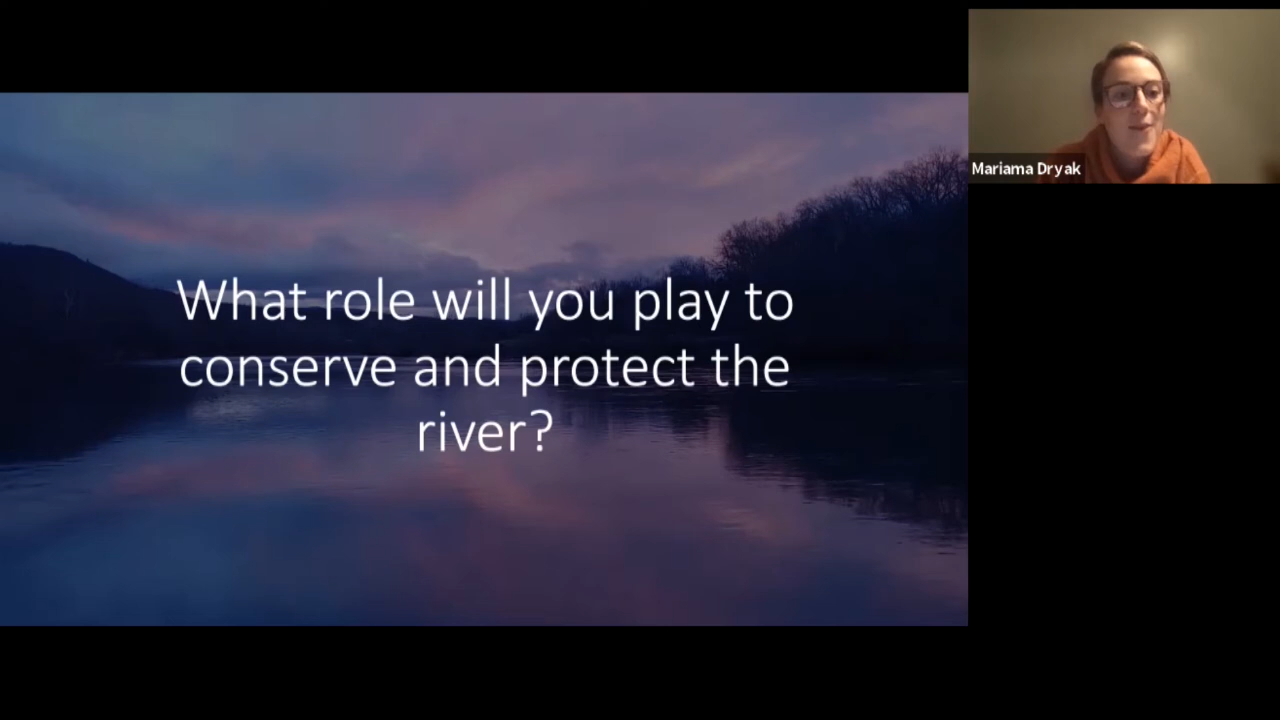 What role will you play to
conserve and protect the
river?
Mariama Dryak